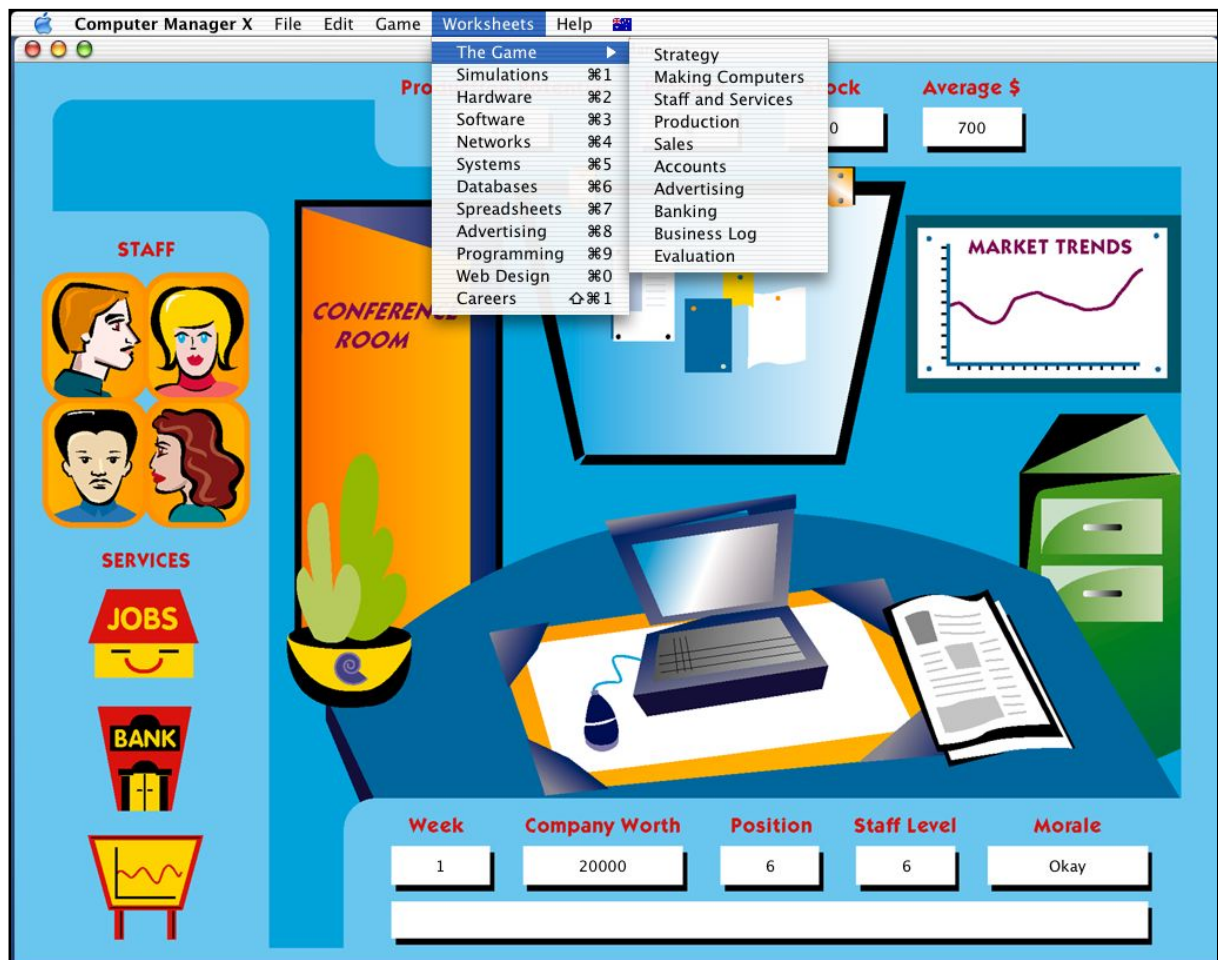 Computer Manager X File Edit Game Worksheets Help
The Game
Simulations ⌘1
Hardware ⌘2
Software ⌘3
Networks ⌘4
Systems ⌘5
Databases ⌘6
Spreadsheets ⌘7
Advertising ⌘8
Programming ⌘9
Web Design ⌘0
Careers ⇧⌘1
Strategy
Making Computers
Staff and Services
Production
Sales
Accounts
Advertising
Banking
Business Log
Evaluation
Average $
0 700
STAFF
SERVICES
JOBS
BANK
CONFERENCE
ROOM
MARKET TRENDS
Week Company Worth Position Staff Level Morale
1 20000 6 6 Okay